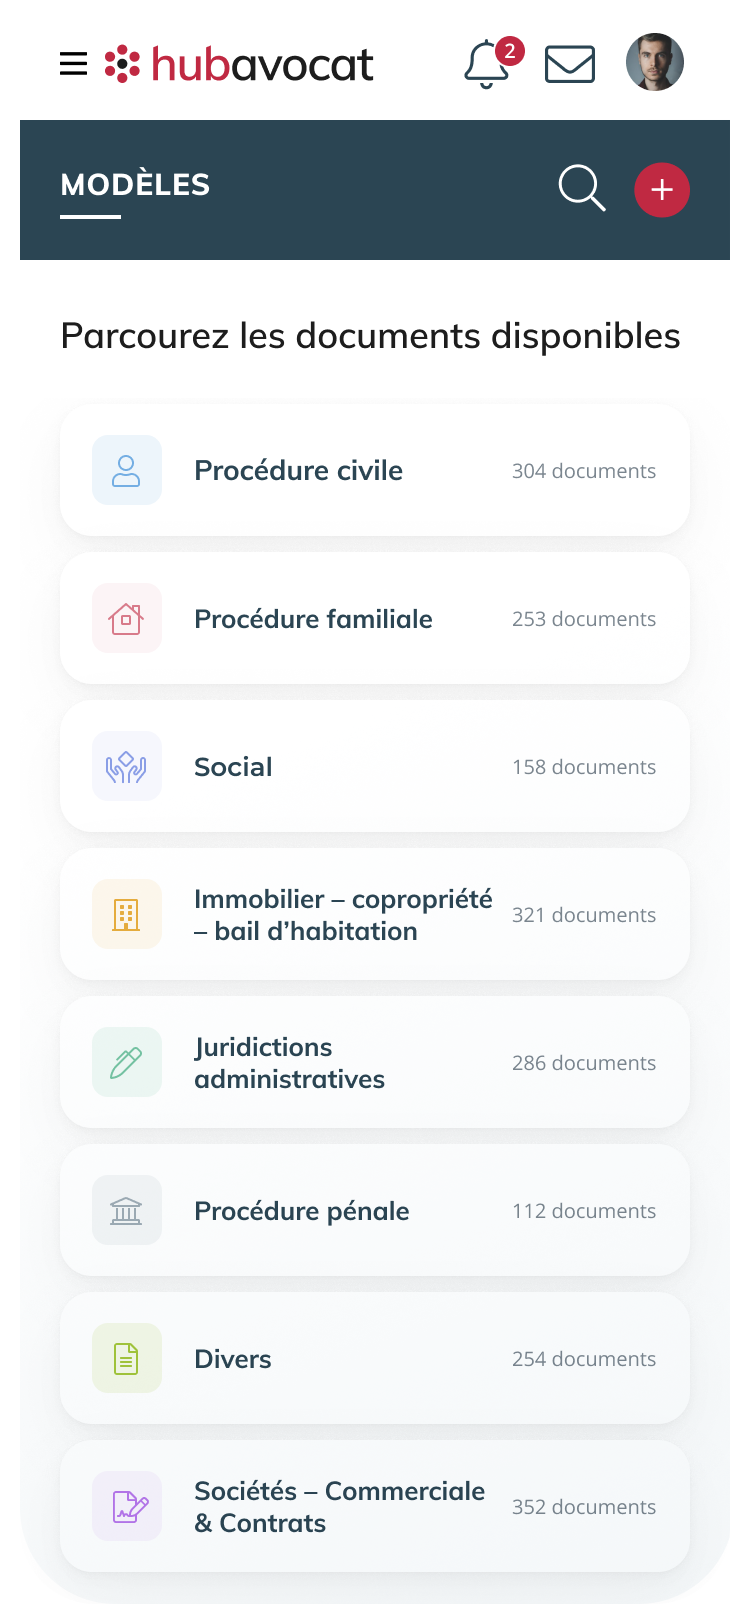 hubavocat
2
MODÈLES
Parcourez les documents disponibles
Procédure civile 304 documents
Procédure familiale 253 documents
Social 158 documents
Immobilier – copropriété
– bail d’habitation 321 documents
Juridictions
administratives 286 documents
Procédure pénale 112 documents
Divers 254 documents
Sociétés – Commerciale
& Contrats 352 documents